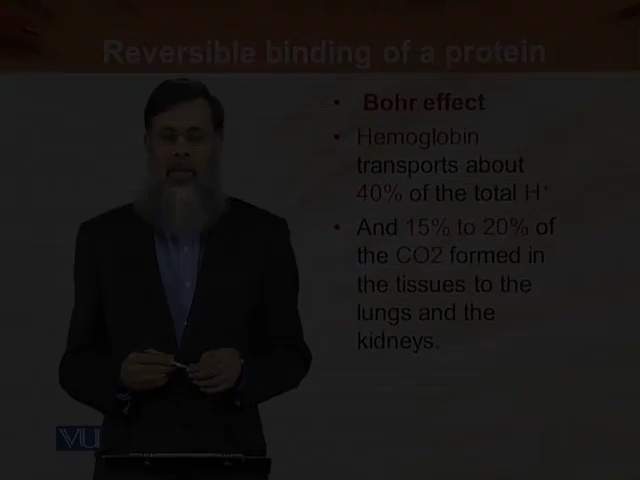 Reversible binding of a protein
• Bohr effect
• Hemoglobin
transports about
40% of the total H⁺
• And 15% to 20% of
the CO2 formed in
the tissues to the
lungs and the
kidneys.
VU